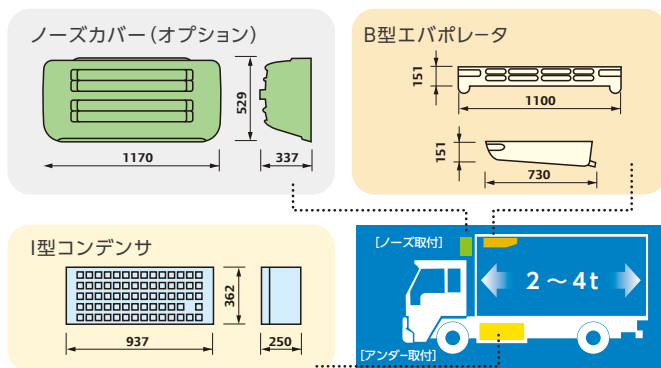 ノーズカバー（オプション）
529
1170
337
B型エバポレータ
151
1100
151
730
I型コンデンサ
362
937
250
[ノーズ取付]
2～4t
[アンダー取付]